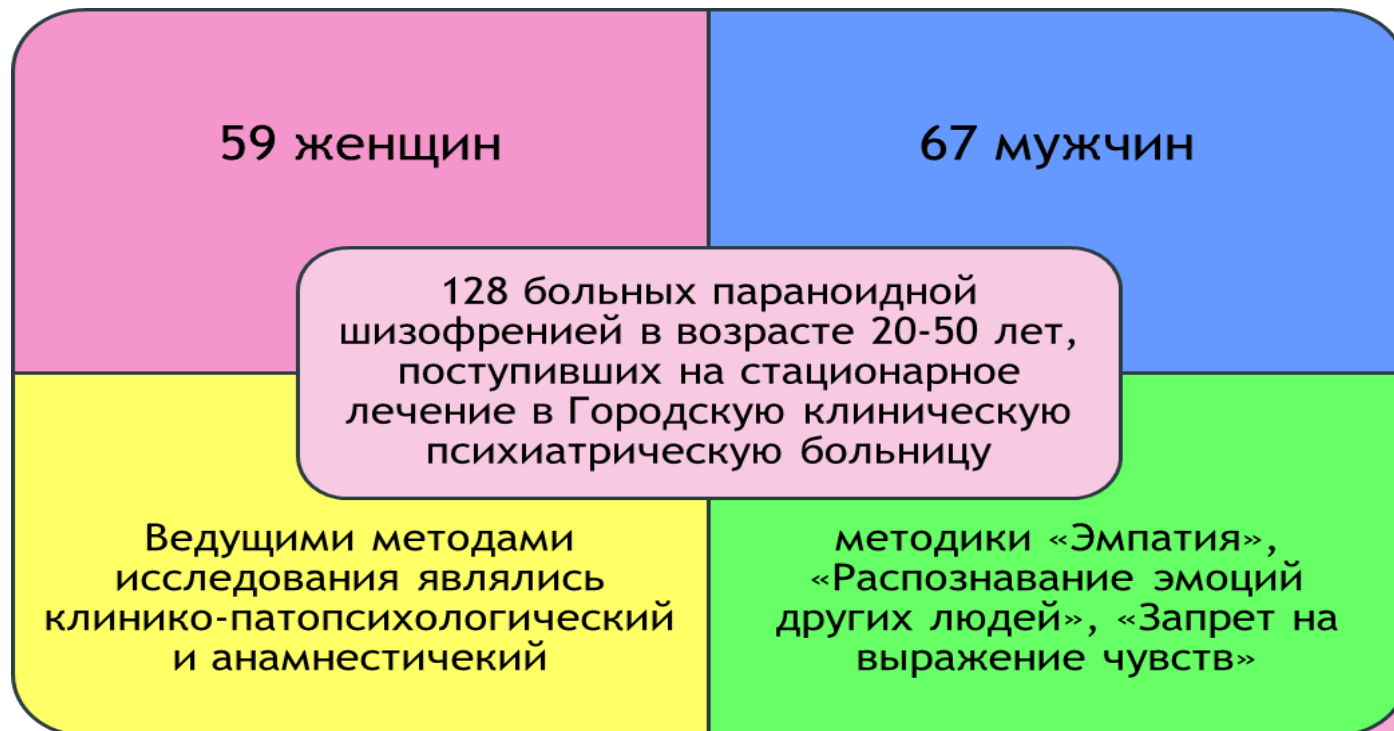 59 женщин
67 мужчин
128 больных параноидной
шизофренией в возрасте 20-50 лет,
поступивших на стационарное
лечение в Городскую клиническую
психиатрическую больницу
Ведущими методами
исследования являлись
клинико-патопсихологический
и анамнестичекий
методики «Эмпатия»,
«Распознавание эмоций
других людей», «Запрет на
выражение чувств»